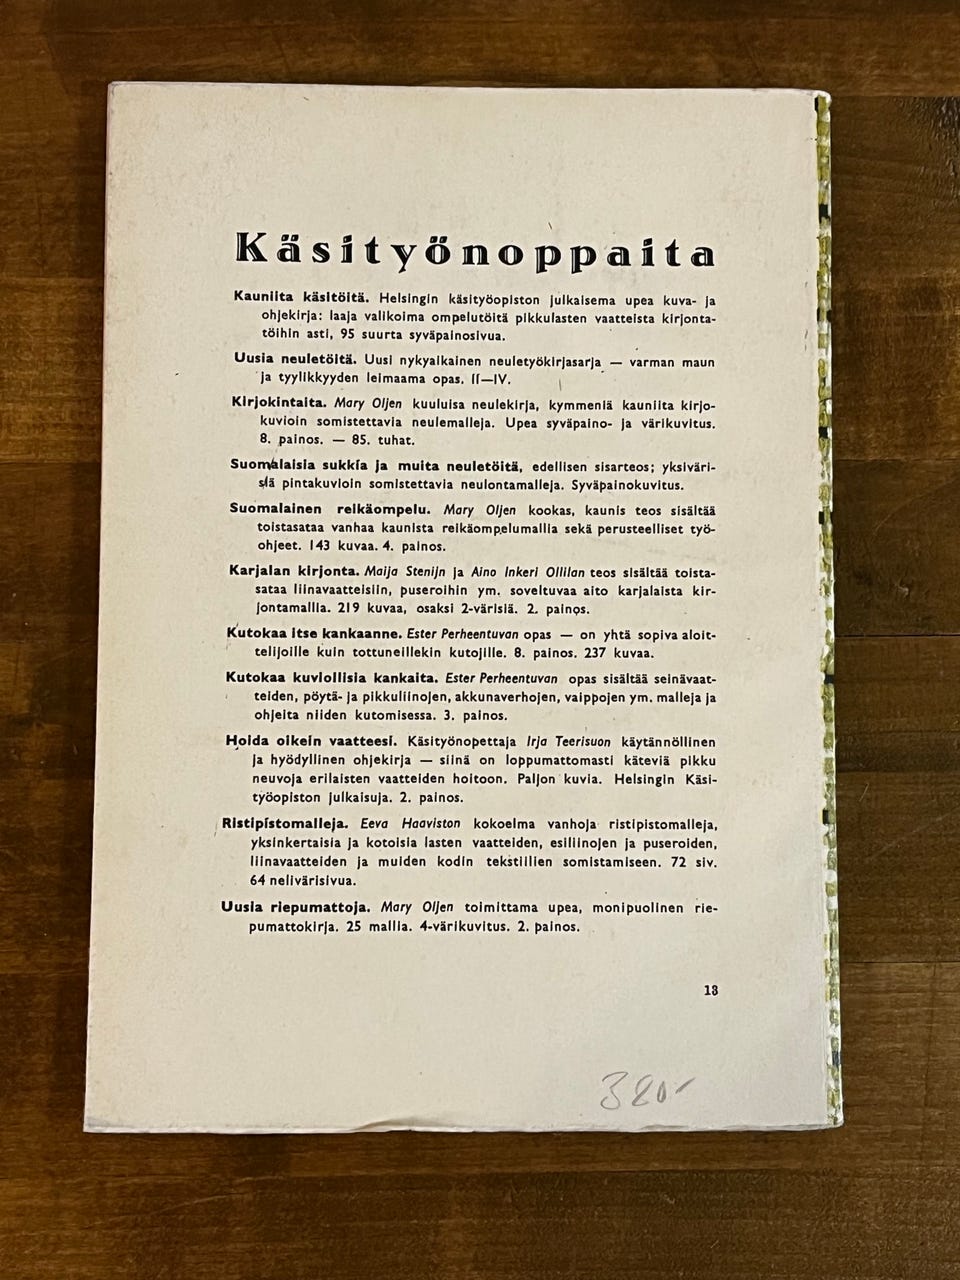 Käsityönoppaita
Kauniita käsitöitä. Helsingin käsityöopiston julkaisema upea kuva- ja
ohjekirja: laaja valikoima ompelutöitä pikkulasten vaatteista kirjonta-
töihin asti, 95 suurta syväpainosivua.
Uusia neuletöitä. Uusi nykyaikainen neuletyökirjasarja — varman maun
ja tyylikkyyden leimaama opas. II—IV.
Kirjokintaita. Mary Oljen kuuluisa neulekirja, kymmeniä kauniita kirjo-
kuvioin somistettavia neulemalleja. Upea syväpaino- ja värikuvitus.
8. painos. — 85. tuhat.
Suomalaisia sukkia ja muita neuletöitä, edellisen sisarteos; yksiväri-
siä pintakuvioin somistettavia neulontamalleja. Syväpainokuvitus.
Suomalainen reikäompelu. Mary Oljen kookas, kaunis teos sisältää
toistasataa vanhaa kaunista reikäompelumallia sekä perusteelliset työ-
ohjeet. 143 kuvaa. 4. painos.
Karjalan kirjonta. Maija Stenijn ja Aino Inkeri Ollilan teos sisältää toista-
sataa liinavaatteisiin, puseroihin ym. soveltuvaa aito karjalaista kir-
jontamallia. 219 kuvaa, osaksi 2-värisiä. 2. painos.
Kutokaa itse kankaanne. Ester Perheentuvan opas — on yhtä sopiva aloit-
telijoille kuin tottuneillekin kutojille. 8. painos. 237 kuvaa.
Kutokaa kuviollisia kankaita. Ester Perheentuvan opas sisältää seinävaat-
teiden, pöytä- ja pikkuliinojen, akkunaverhojen, vaippojen ym. malleja ja
ohjeita niiden kutomisessa. 3. painos.
Hoida oikein vaatteesi. Käsityönopettaja Irja Teerisuon käytännöllinen
ja hyödyllinen ohjekirja — siinä on loppumattomasti käteviä pikku
neuvoja erilaisten vaatteiden hoitoon. Paljon kuvia. Helsingin Käsi-
työopiston julkaisuja. 2. painos.
Ristipistomalleja. Eeva Haaviston kokoelma vanhoja ristipistomalleja,
yksinkertaisia ja kotoisia lasten vaatteiden, esiliinojen ja puseroiden,
liinavaatteiden ja muiden kodin tekstiilien somistamiseen. 72 siv.
64 nelivärisivua.
Uusia riepumattoja. Mary Oljen toimittama upea, monipuolinen rie-
pumattokirja. 25 mallia. 4-värikuvitus. 2. painos.
13
320-